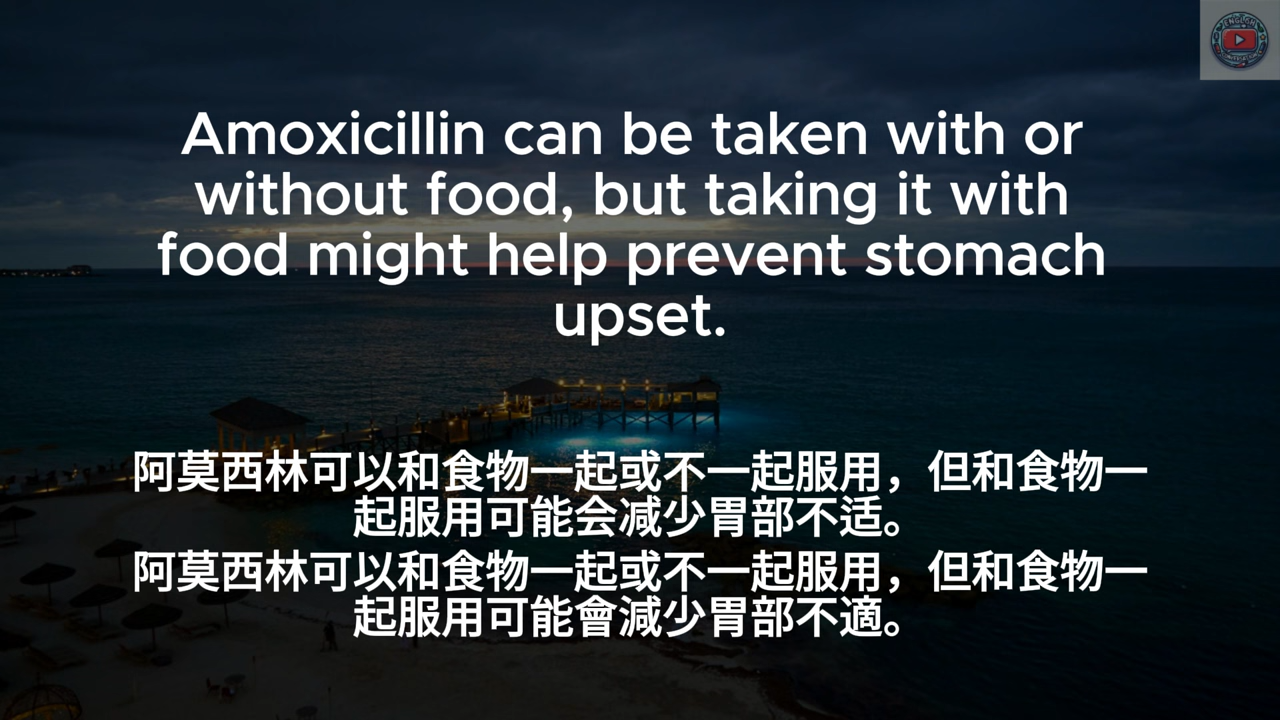 Amoxicillin can be taken with or
without food, but taking it with
food might help prevent stomach
upset.
阿莫西林可以和食物一起或不一起服用，但和食物一
起服用可能会减少胃部不适。
阿莫西林可以和食物一起或不一起服用，但和食物一
起服用可能會減少胃部不適。